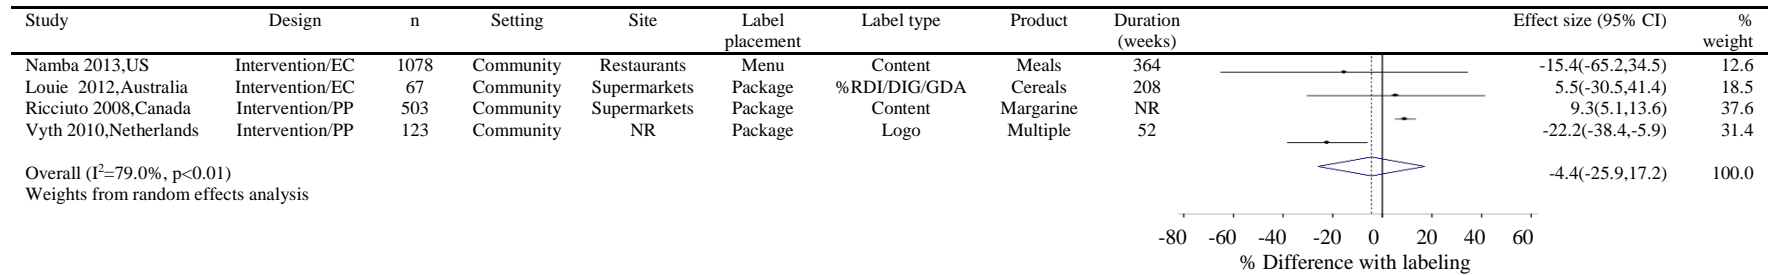 Study Design n Setting Site Label placement Label type Product Duration (weeks) Effect size (95% CI) % weight
Namba 2013,US Intervention/EC 1078 Community Restaurants Menu Content Meals 364 -15.4(-65.2,34.5) 12.6
Louie 2012,Australia Intervention/EC 67 Community Supermarkets Package %RDI/DIG/GDA Cereals 208 5.5(-30.5,41.4) 18.5
Ricciuto 2008,Canada Intervention/PP 503 Community Supermarkets Package Content Margarine NR 9.3(5.1,13.6) 37.6
Vyth 2010,Netherlands Intervention/PP 123 Community NR Package Logo Multiple 52 -22.2(-38.4,-5.9) 31.4
Overall (I²=79.0%, p<0.01) -4.4(-25.9,17.2) 100.0
Weights from random effects analysis
-80 -60 -40 -20 0 20 40 60
% Difference with labeling